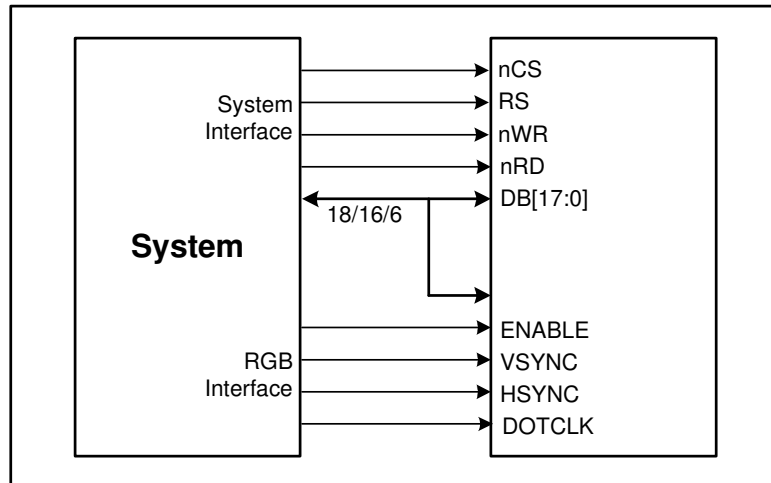 nCS
System
Interface
RS
nWR
nRD
DB[17:0]
18/16/6
System
ENABLE
RGB
Interface
VSYNC
HSYNC
DOTCLK